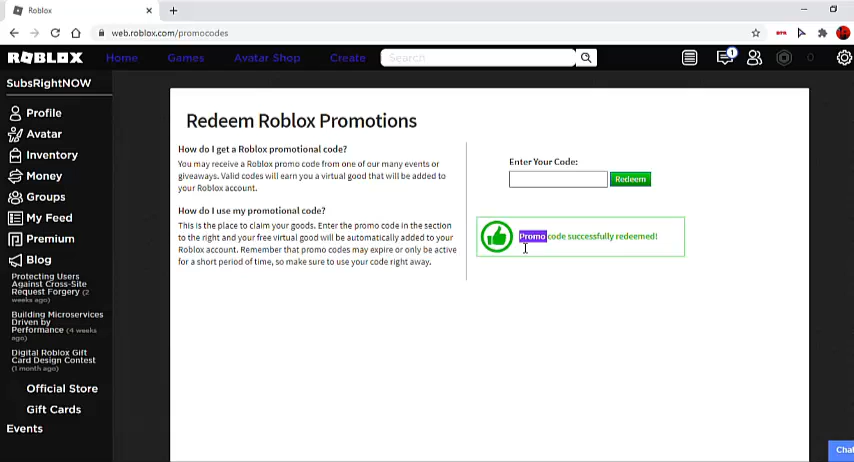 Roblox
web.roblox.com/promocodes
ROBLOX
Home
Games
Avatar Shop
Create
Search
1
0
SubsRightNOW
Profile
Avatar
Inventory
Money
Groups
My Feed
Premium
Blog
Protecting Users
Against Cross-Site
Request Forgery (2
weeks ago)
Building Microservices
Driven by
Performance (4 weeks
ago)
Digital Roblox Gift
Card Design Contest
(1 month ago)
Official Store
Gift Cards
Events
Redeem Roblox Promotions
How do I get a Roblox promotional code?
You may receive a Roblox promo code from one of our many events or
giveaways. Valid codes will earn you a virtual good that will be added to
your Roblox account.
How do I use my promotional code?
This is the place to claim your goods. Enter the promo code in the section
to the right and your free virtual good will be automatically added to your
Roblox account. Remember that promo codes may expire or only be active
for a short period of time, so make sure to use your code right away.
Enter Your Code:
Redeem
Promo code successfully redeemed!
Chat